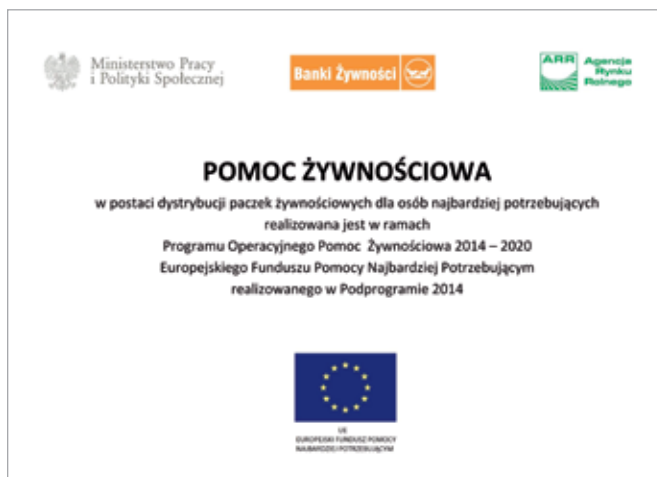 Ministerstwo Pracy
i Polityki Społecznej
Banki Żywności
ARR Agencja
Rynku
Rolnego
POMOC ŻYWNOŚCIOWA
w postaci dystrybucji paczek żywnościowych dla osób najbardziej potrzebujących
realizowana jest w ramach
Programu Operacyjnego Pomoc Żywnościowa 2014 – 2020
Europejskiego Funduszu Pomocy Najbardziej Potrzebującym
realizowanego w Podprogramie 2014
UE
EUROPEJSKI FUNDUSZ POMOCY
NAJBARDZIEJ POTRZEBUJĄCYM